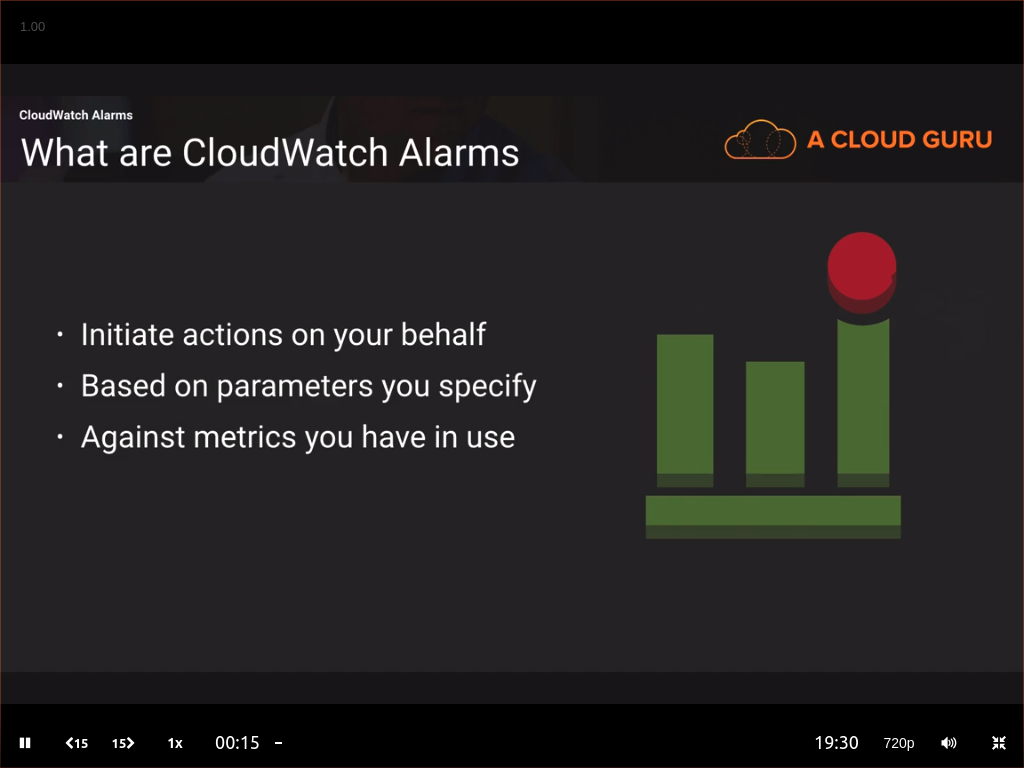 1.00
CloudWatch Alarms
What are CloudWatch Alarms
A CLOUD GURU
• Initiate actions on your behalf
• Based on parameters you specify
• Against metrics you have in use
15 15 1x 00:15 – 19:30 720p